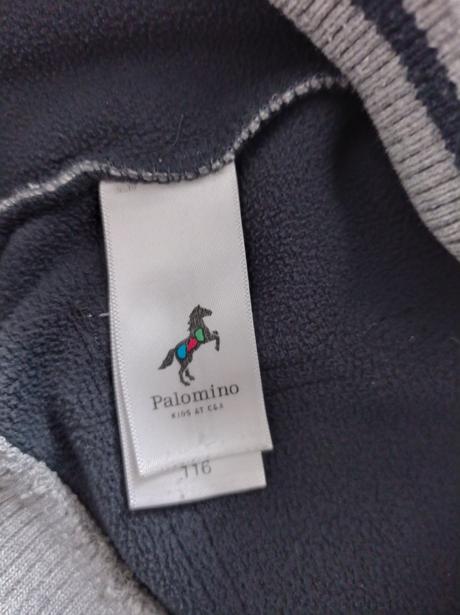 Palomino
KIDS AT C&A
116